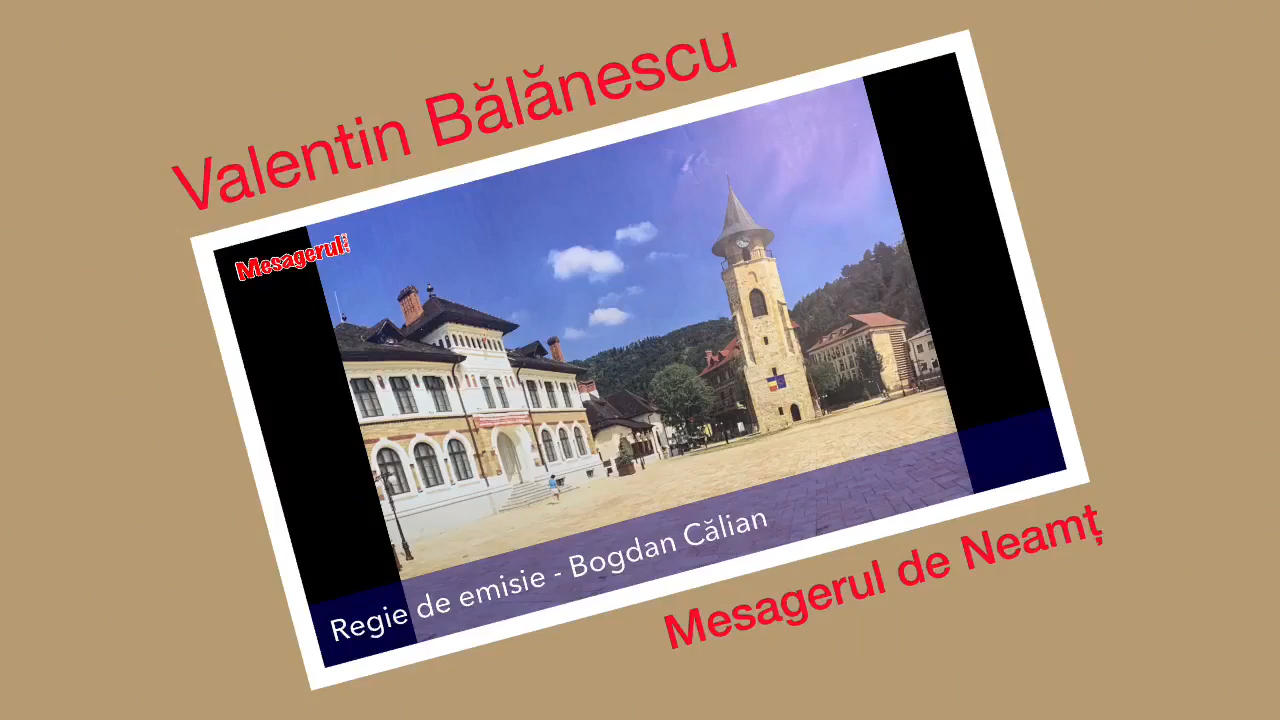 Valentin Bălănescu
Mesagerul
Regie de emisie - Bogdan Călian
Mesagerul de Neamț